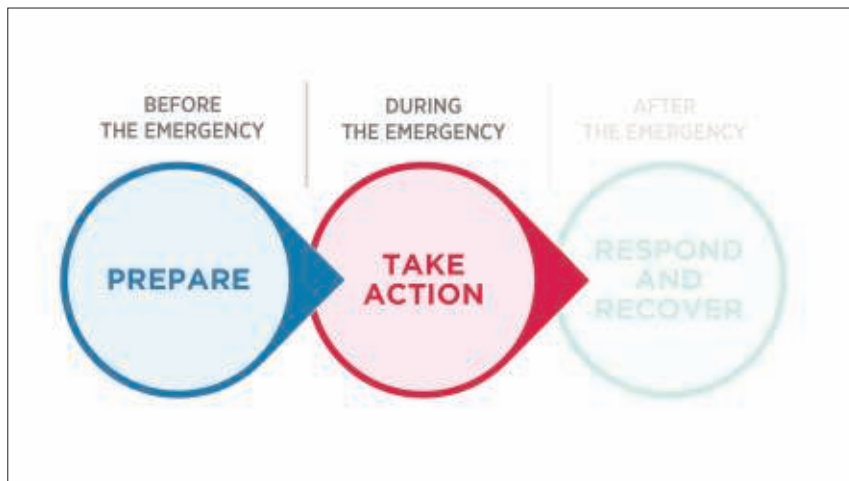 BEFORE
THE EMERGENCY
DURING
THE EMERGENCY
AFTER
THE EMERGENCY
PREPARE
TAKE
ACTION
RESPOND
AND
RECOVER